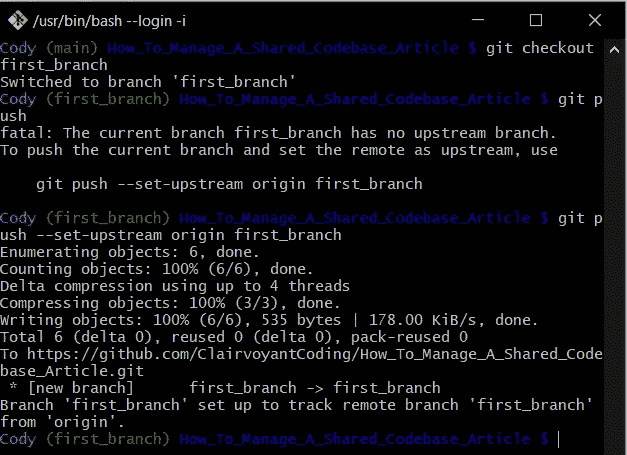 /usr/bin/bash --login -i
Cody (main) How_To_Manage_A_Shared_Codebase_Article $ git checkout
first_branch
Switched to branch 'first_branch'
Cody (first_branch) How_To_Manage_A_Shared_Codebase_Article $ git p
ush
fatal: The current branch first_branch has no upstream branch.
To push the current branch and set the remote as upstream, use
git push --set-upstream origin first_branch
Cody (first_branch) How_To_Manage_A_Shared_Codebase_Article $ git p
ush --set-upstream origin first_branch
Enumerating objects: 6, done.
Counting objects: 100% (6/6), done.
Delta compression using up to 4 threads
Compressing objects: 100% (3/3), done.
Writing objects: 100% (6/6), 535 bytes | 178.00 KiB/s, done.
Total 6 (delta 0), reused 0 (delta 0), pack-reused 0
To https://github.com/ClairvoyantCoding/How_To_Manage_A_Shared_Code
base_Article.git
* [new branch]      first_branch -> first_branch
Branch 'first_branch' set up to track remote branch 'first_branch'
from 'origin'.
Cody (first_branch) How_To_Manage_A_Shared_Codebase_Article $